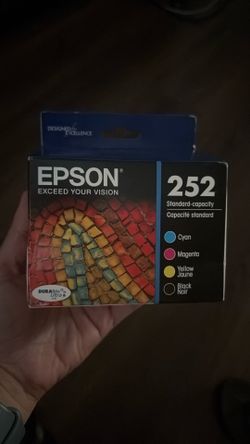 DESIGNED for EXCELLENCE
EPSON®
EXCEED YOUR VISION
252
Standard-capacity
Capacité standard
Cyan
Magenta
Yellow
Jaune
Black
Noir
DURABrite
Ultra